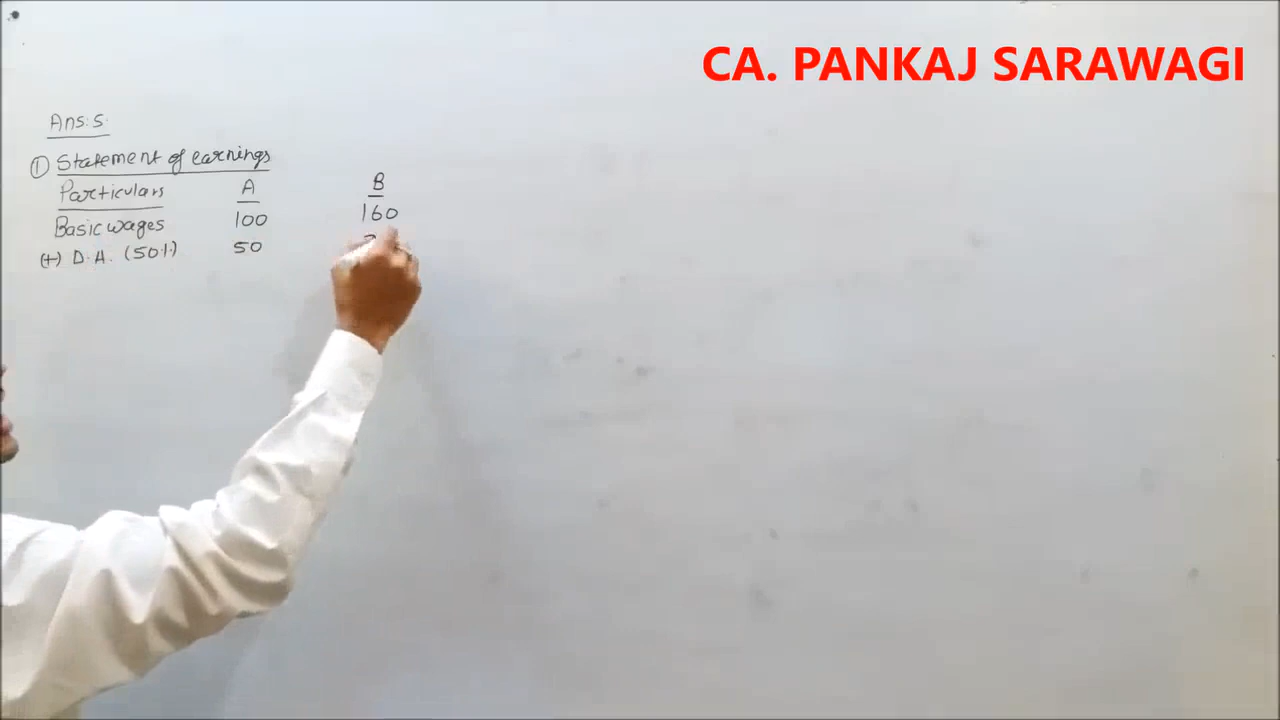 CA. PANKAJ SARAWAGI
Ans: 5.
① Statement of earnings
Particulars A B
Basic wages 100 160
(+) D.A. (50%) 50